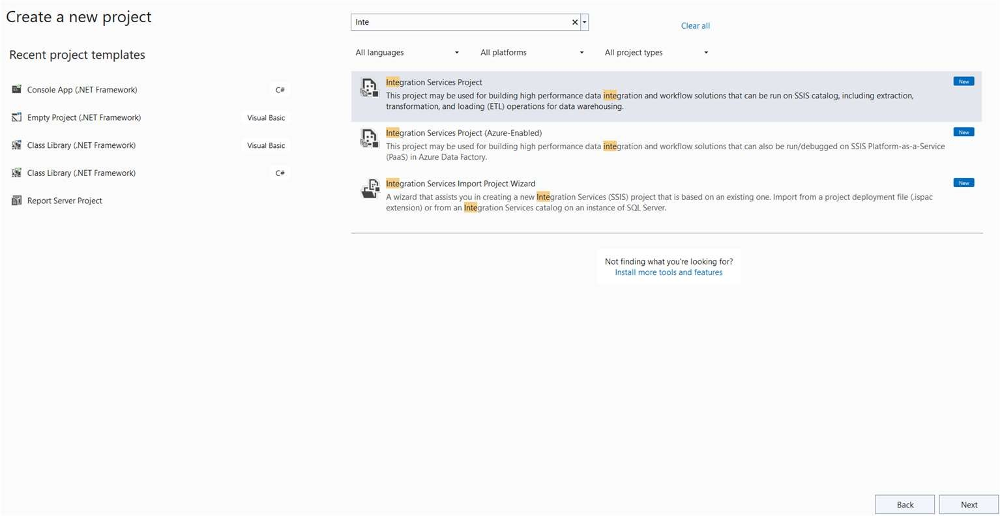 Create a new project
Recent project templates
Console App (.NET Framework)
C#
Empty Project (.NET Framework)
Visual Basic
Class Library (.NET Framework)
Visual Basic
Class Library (.NET Framework)
C#
Report Server Project
Inte
Clear all
All languages
All platforms
All project types
Integration Services Project
New
This project may be used for building high performance data integration and workflow solutions that can be run on SSIS catalog, including extraction,
transformation, and loading (ETL) operations for data warehousing.
Integration Services Project (Azure-Enabled)
New
This project may be used for building high performance data integration and workflow solutions that can also be run/debugged on SSIS Platform-as-a-Service
(PaaS) in Azure Data Factory.
Integration Services Import Project Wizard
New
A wizard that assists you in creating a new Integration Services (SSIS) project that is based on an existing one. Import from a project deployment file (.ispac
extension) or from an Integration Services catalog on an instance of SQL Server.
Not finding what you're looking for?
Install more tools and features
Back
Next